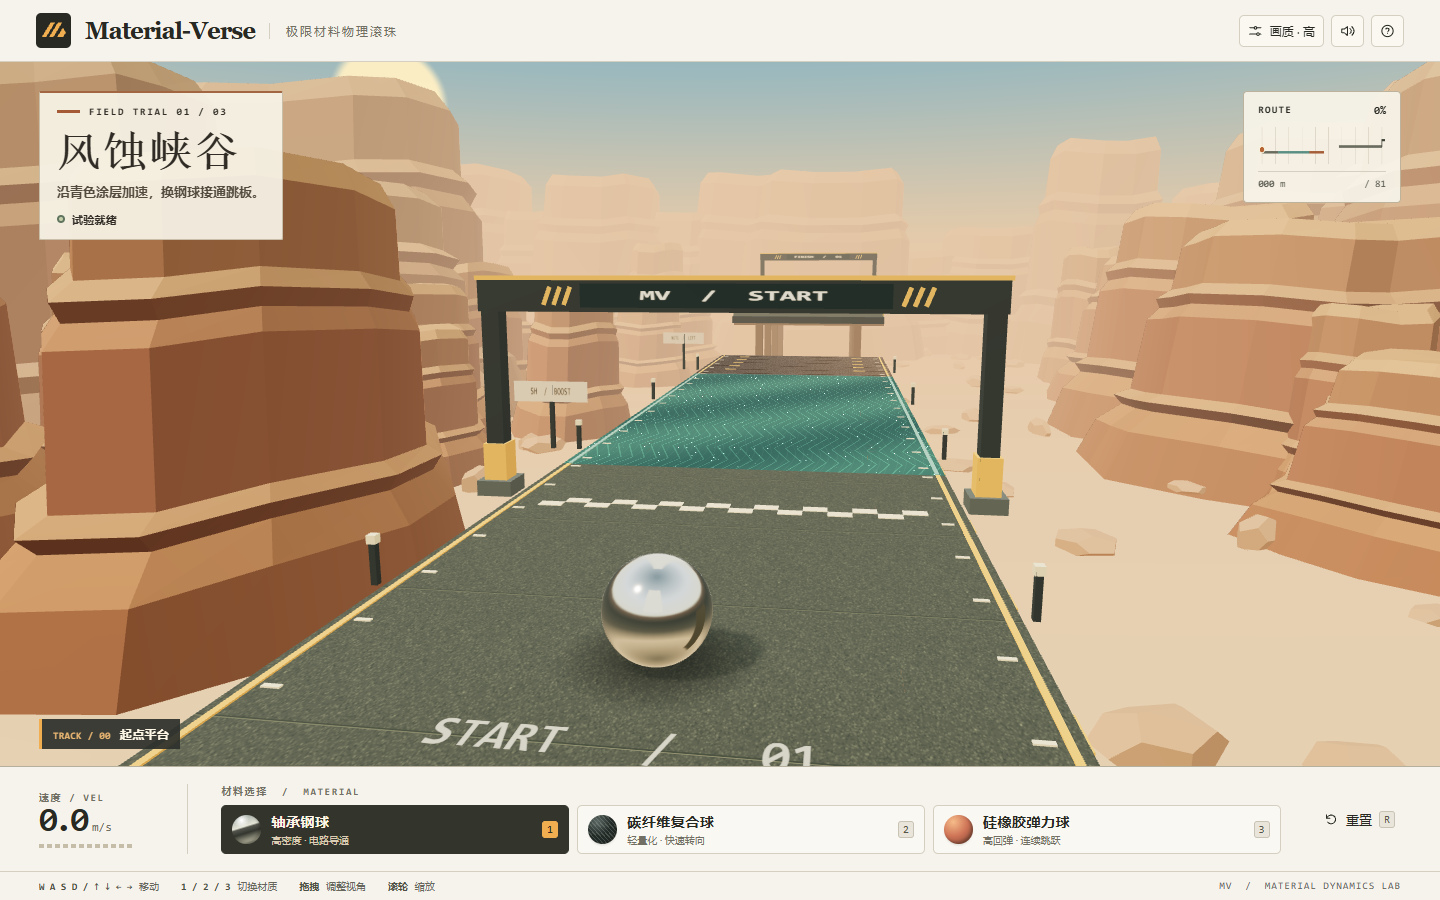 Material-Verse
极限材料物理滚珠
画质 · 高
FIELD TRIAL 01 / 03
风蚀峡谷
沿青色涂层加速，换钢球接通跳板。
试验就绪
ROUTE 0%
000 m / 81
MV / START
SH / BOOST
START / 01
TRACK / 00 起点平台
速度 / VEL
0.0 m/s
材料选择 / MATERIAL
轴承钢球
高密度 · 电路导通
1
碳纤维复合球
轻量化 · 快速转向
2
硅橡胶弹力球
高回弹 · 连续跳跃
3
重置 R
WASD/↑↓←→ 移动 1/2/3 切换材质 拖拽 调整视角 滚轮 缩放
MV / MATERIAL DYNAMICS LAB